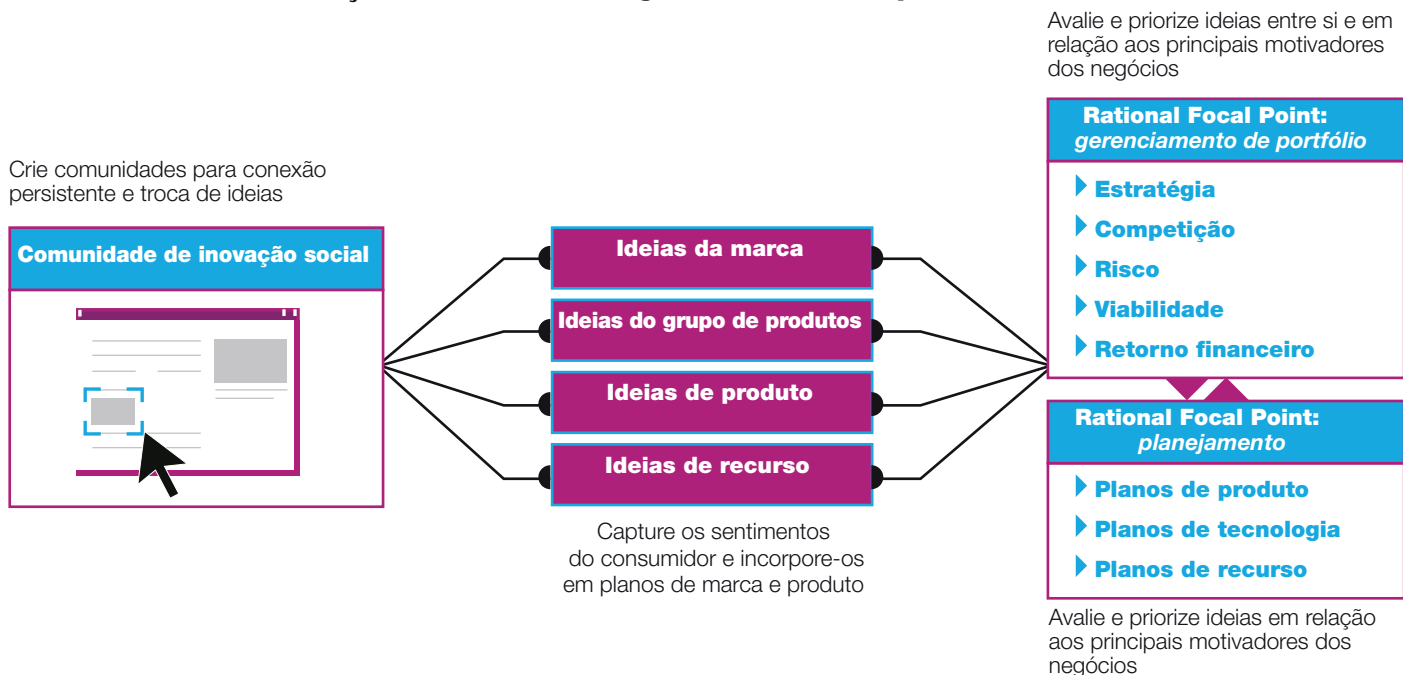 Crie comunidades para conexão
persistente e troca de ideias
Comunidade de inovação social
Ideias da marca
Ideias do grupo de produtos
Ideias de produto
Ideias de recurso
Capture os sentimentos
do consumidor e incorpore-os
em planos de marca e produto
Avalie e priorize ideias entre si e em
relação aos principais motivadores
dos negócios
Rational Focal Point:
gerenciamento de portfólio
Estratégia
Competição
Risco
Viabilidade
Retorno financeiro
Rational Focal Point:
planejamento
Planos de produto
Planos de tecnologia
Planos de recurso
Avalie e priorize ideias em relação
aos principais motivadores dos
negócios